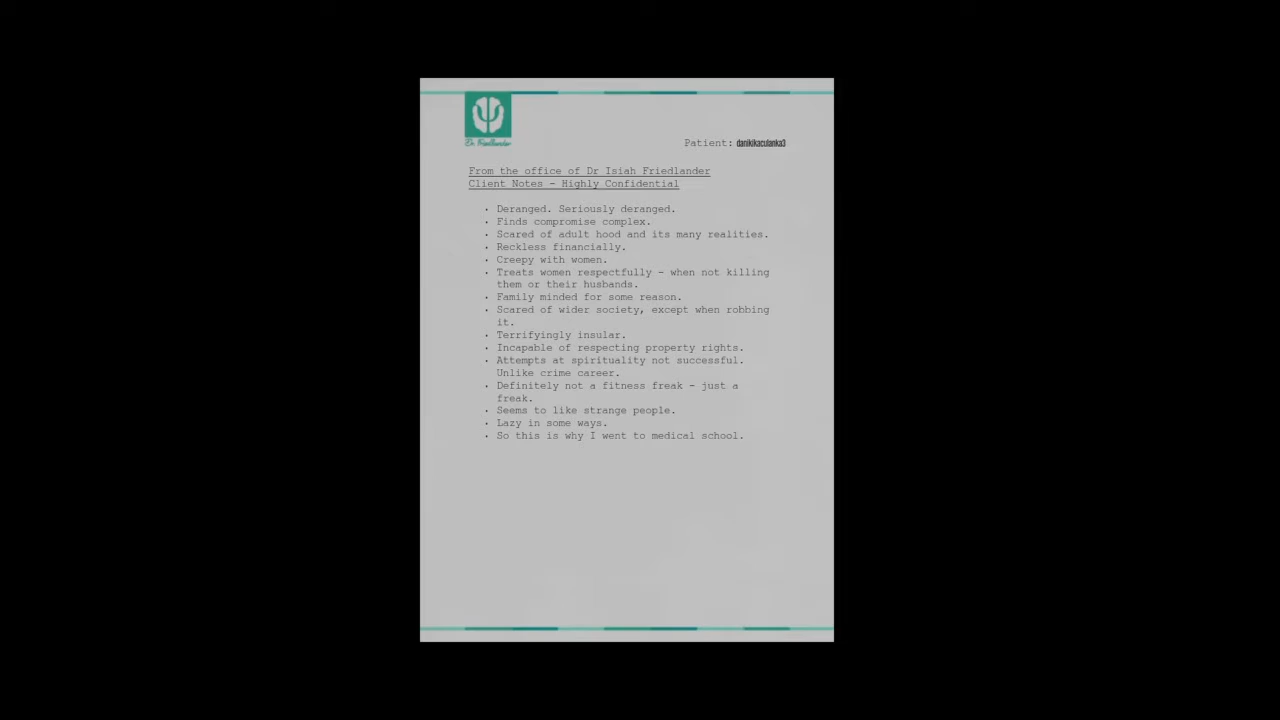 Dr Friedlander
Patient: danikikaculanka3
From the office of Dr Isiah Friedlander
Client Notes - Highly Confidential
• Deranged. Seriously deranged.
• Finds compromise complex.
• Scared of adult hood and its many realities.
• Reckless financially.
• Creepy with women.
• Treats women respectfully - when not killing
them or their husbands.
• Family minded for some reason.
• Scared of wider society, except when robbing
it.
• Terrifyingly insular.
• Incapable of respecting property rights.
• Attempts at spirituality not successful.
Unlike crime career.
• Definitely not a fitness freak - just a
freak.
• Seems to like strange people.
• Lazy in some ways.
• So this is why I went to medical school.